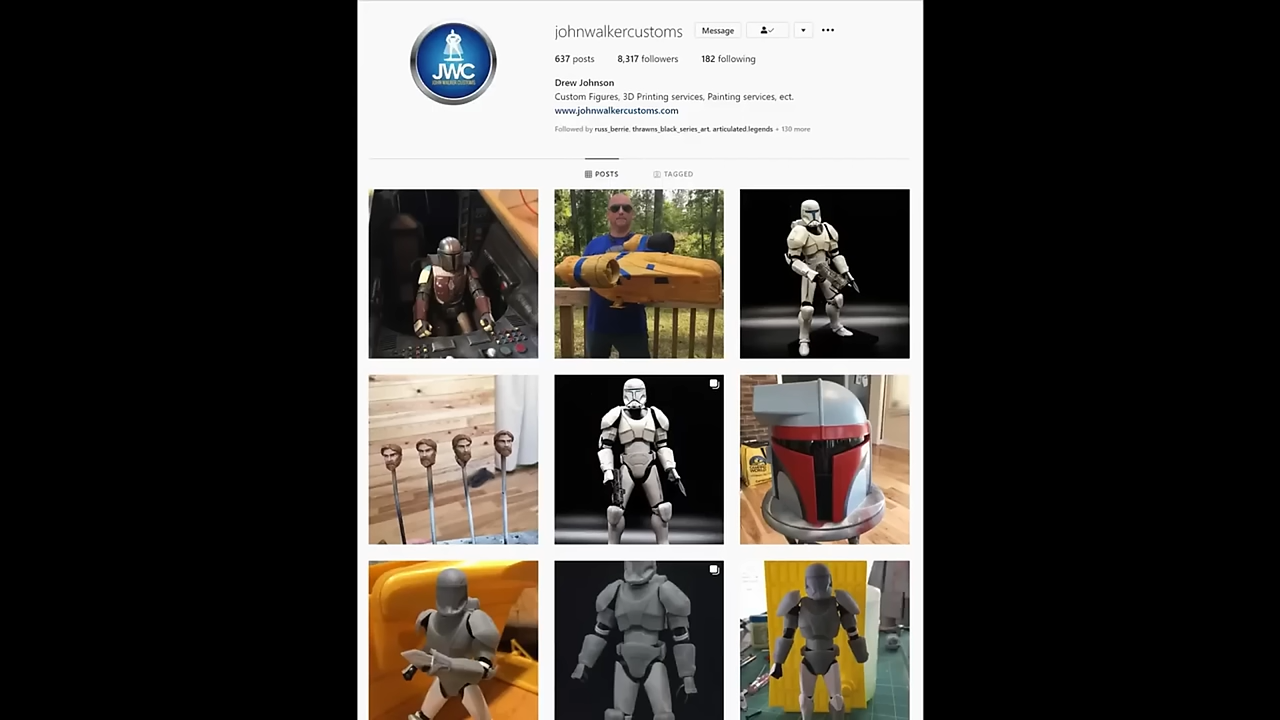 johnwalkercustoms Message
637 posts 8,317 followers 182 following
Drew Johnson
Custom Figures, 3D Printing services, Painting services, ect.
www.johnwalkercustoms.com
Followed by russ_berrie, thrawns_black_series_art, articulated.legends + 130 more
JWC
JOHN WALKER CUSTOMS
POSTS TAGGED